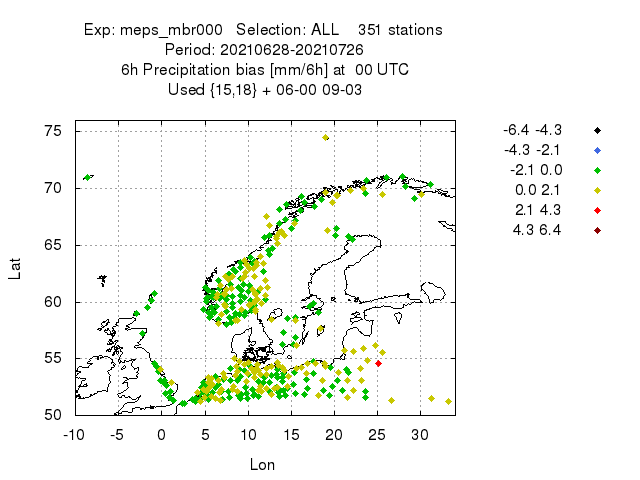 Exp: meps_mbr000   Selection: ALL    351 stations
Period: 20210628-20210726
6h Precipitation bias [mm/6h] at  00 UTC
Used {15,18} + 06-00 09-03
-6.4 -4.3
-4.3 -2.1
-2.1 0.0
0.0 2.1
2.1 4.3
4.3 6.4
75
70
65
60
55
50
Lat
-10 -5 0 5 10 15 20 25 30
Lon